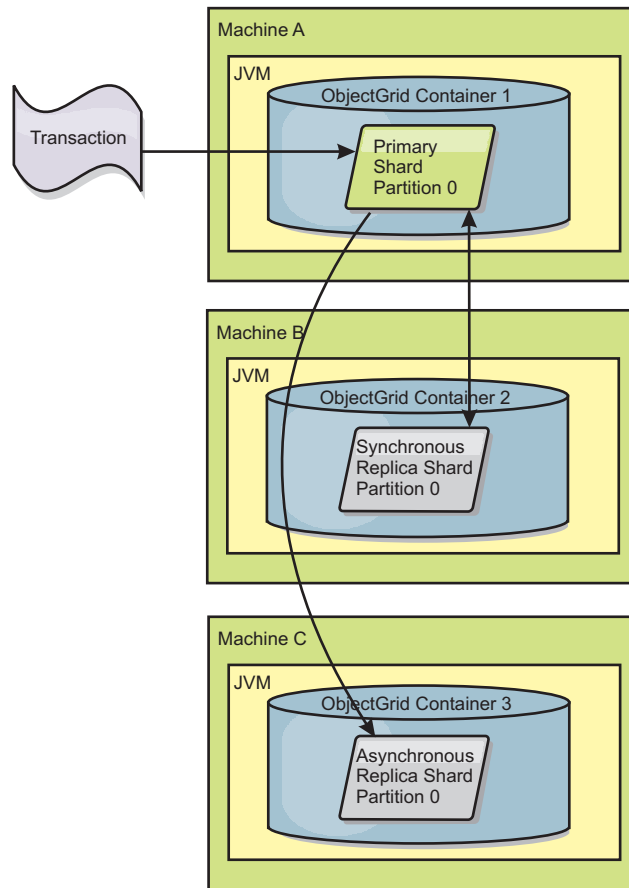 Machine A
JVM
ObjectGrid Container 1
Transaction
Primary
Shard
Partition 0
Machine B
JVM
ObjectGrid Container 2
Synchronous
Replica Shard
Partition 0
Machine C
JVM
ObjectGrid Container 3
Asynchronous
Replica Shard
Partition 0